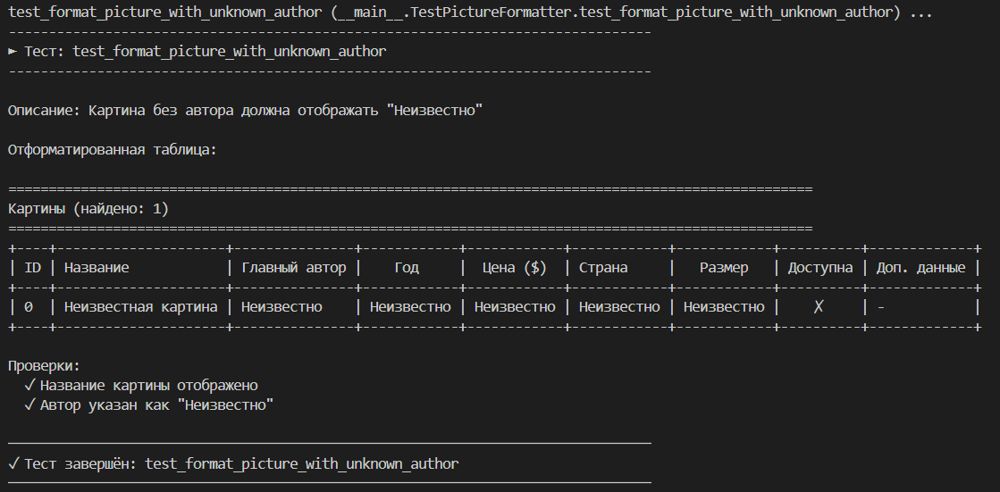 test_format_picture_with_unknown_author (__main__.TestPictureFormatter.test_format_picture_with_unknown_author) ...
--------------------------------------------------------------------------------
► Тест: test_format_picture_with_unknown_author
--------------------------------------------------------------------------------
Описание: Картина без автора должна отображать "Неизвестно"
Отформатированная таблица:
====================================================================================================
Картины (найдено: 1)
====================================================================================================
+----+---------------------+---------------+------------+------------+------------+------------+----------+-------------+
| ID | Название            | Главный автор |    Год     |  Цена ($)  | Страна     |   Размер   | Доступна | Доп. данные |
+----+---------------------+---------------+------------+------------+------------+------------+----------+-------------+
| 0  | Неизвестная картина | Неизвестно    | Неизвестно | Неизвестно | Неизвестно | Неизвестно |    ✗     | -           |
+----+---------------------+---------------+------------+------------+------------+------------+----------+-------------+
Проверки:
  ✓ Название картины отображено
  ✓ Автор указан как "Неизвестно"
────────────────────────────────────────────────────────────────────────────────
✓ Тест завершён: test_format_picture_with_unknown_author
────────────────────────────────────────────────────────────────────────────────